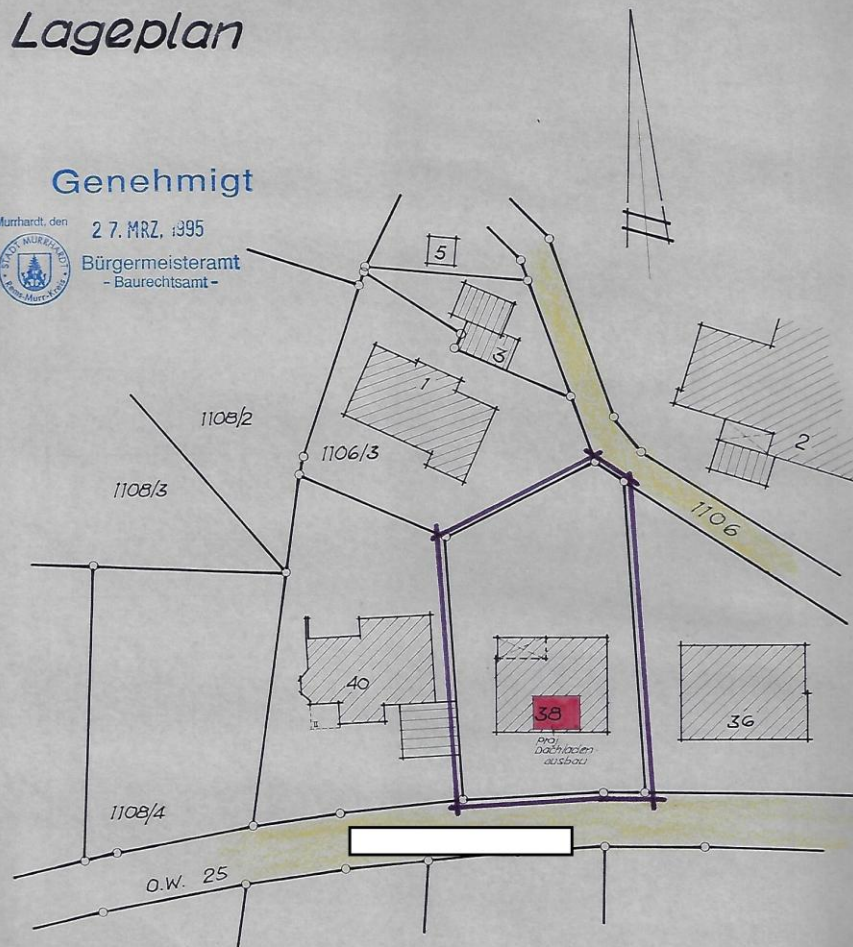 Lageplan
Genehmigt
Murrhardt, den
27. MRZ. 1995
STADT MURRHARDT
Rems-Murr-Kreis
Bürgermeisteramt
- Baurechtsamt -
5
3
1
2
1108/2
1106/3
1108/3
1106
40
II
38
36
proj.
Dachladen-
ausbau
1108/4
O.W. 25